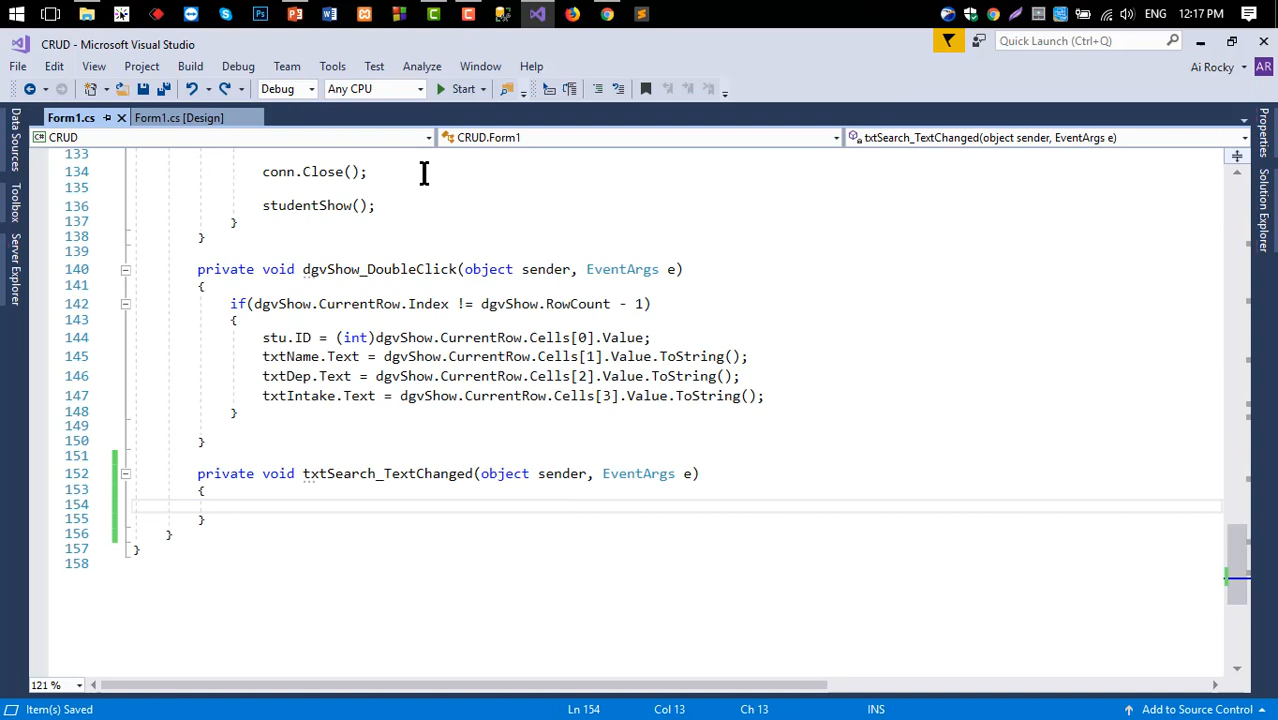 ENG 12:17 PM
CRUD - Microsoft Visual Studio
Quick Launch (Ctrl+Q)
File Edit View Project Build Debug Team Tools Test Analyze Window Help
Ai Rocky AR
Debug Any CPU Start
Form1.cs Form1.cs [Design]
CRUD CRUD.Form1 txtSearch_TextChanged(object sender, EventArgs e)
Data Sources
Toolbox
Server Explorer
Properties
Solution Explorer
133
134 conn.Close();
135
136 studentShow();
137 }
138 }
139
140 private void dgvShow_DoubleClick(object sender, EventArgs e)
141 {
142 if(dgvShow.CurrentRow.Index != dgvShow.RowCount - 1)
143 {
144 stu.ID = (int)dgvShow.CurrentRow.Cells[0].Value;
145 txtName.Text = dgvShow.CurrentRow.Cells[1].Value.ToString();
146 txtDep.Text = dgvShow.CurrentRow.Cells[2].Value.ToString();
147 txtIntake.Text = dgvShow.CurrentRow.Cells[3].Value.ToString();
148 }
149
150 }
151
152 private void txtSearch_TextChanged(object sender, EventArgs e)
153 {
154
155 }
156 }
157 }
158
121 %
Item(s) Saved Ln 154 Col 13 Ch 13 INS Add to Source Control